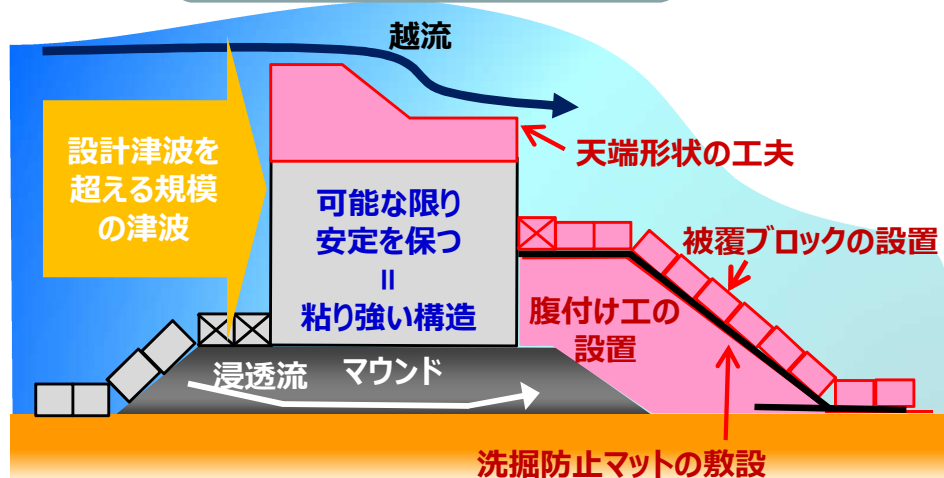 越流
設計津波を
超える規模
の津波
天端形状の工夫
可能な限り
安定を保つ
＝
粘り強い構造
被覆ブロックの設置
腹付け工の
設置
浸透流
マウンド
洗掘防止マットの敷設